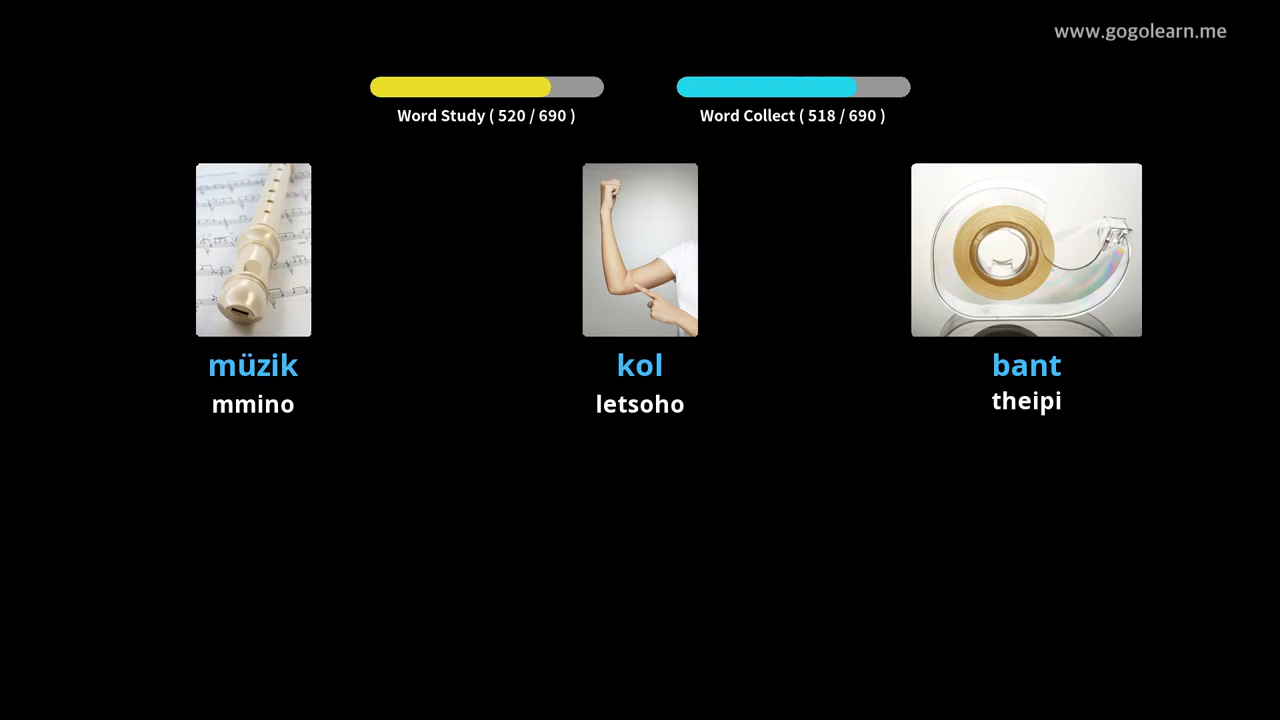 www.gogolearn.me
Word Study ( 520 / 690 )
Word Collect ( 518 / 690 )
müzik
mmino
kol
letsoho
bant
theipi